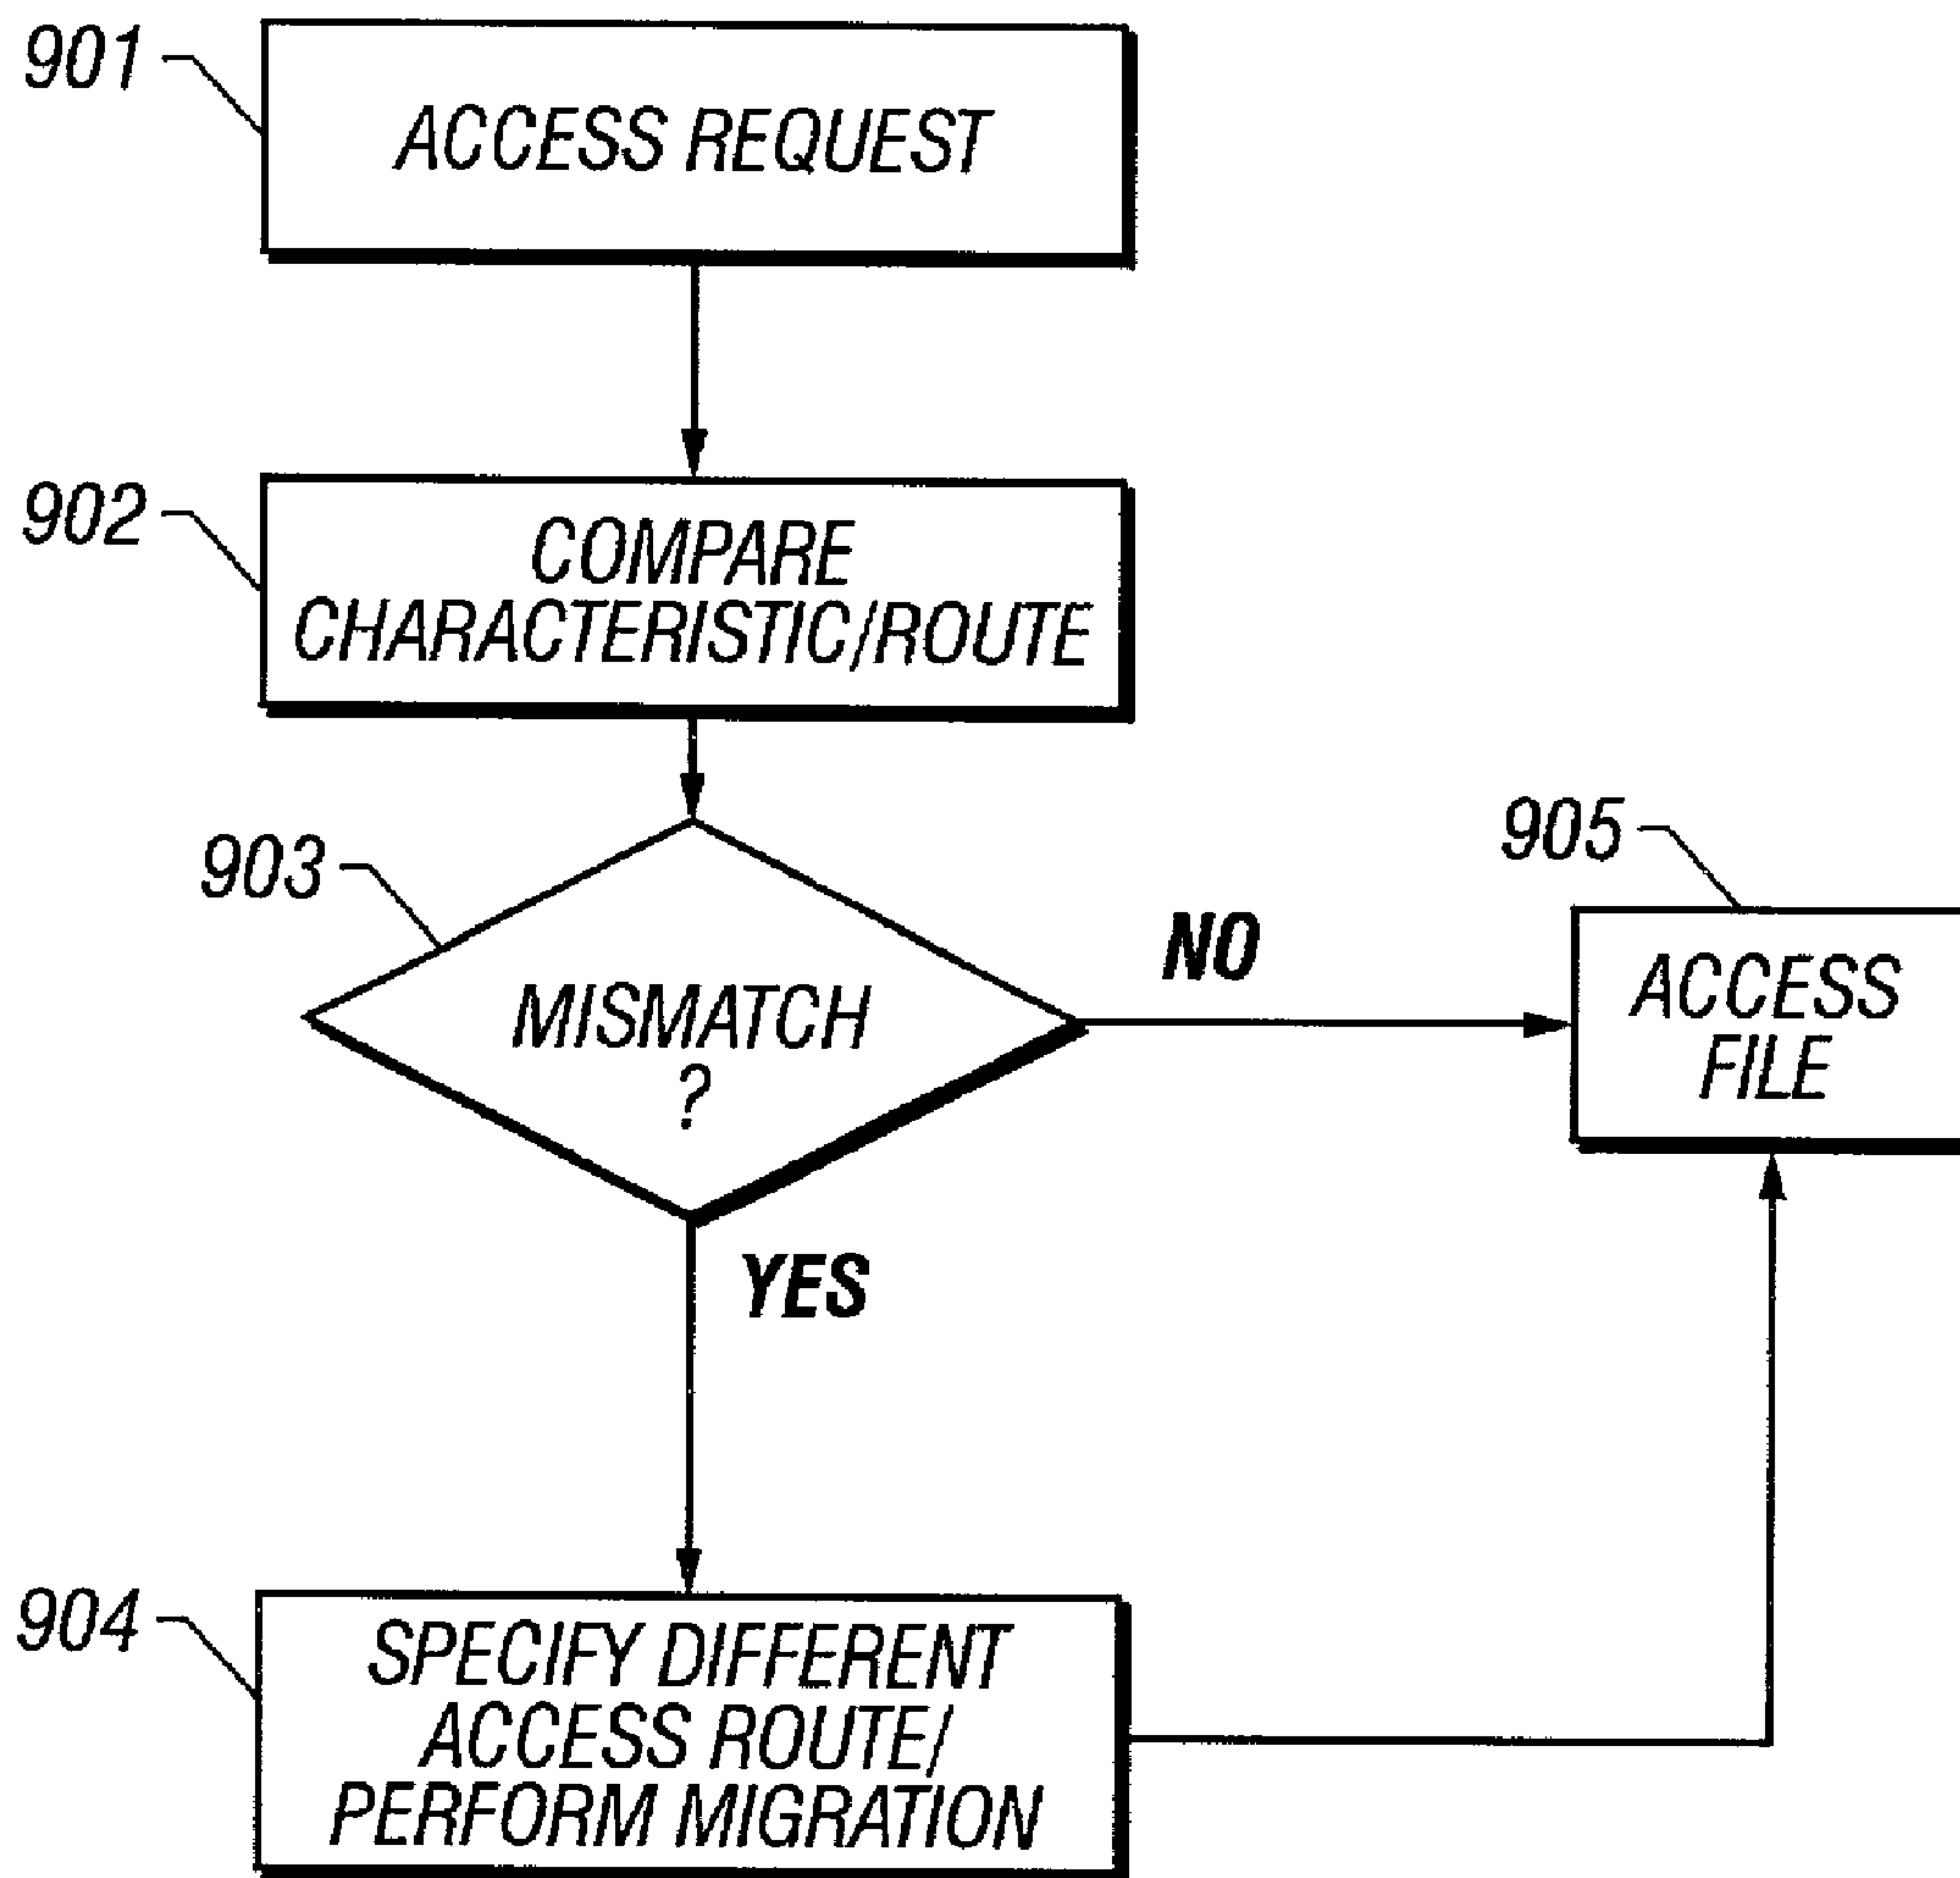 901
ACCESS REQUEST
902
COMPARE
CHARACTERISTIC/ROUTE
903
MISMATCH
?
NO
905
ACCESS
FILE
YES
904
SPECIFY DIFFERENT
ACCESS ROUTE/
PERFORM MIGRATION